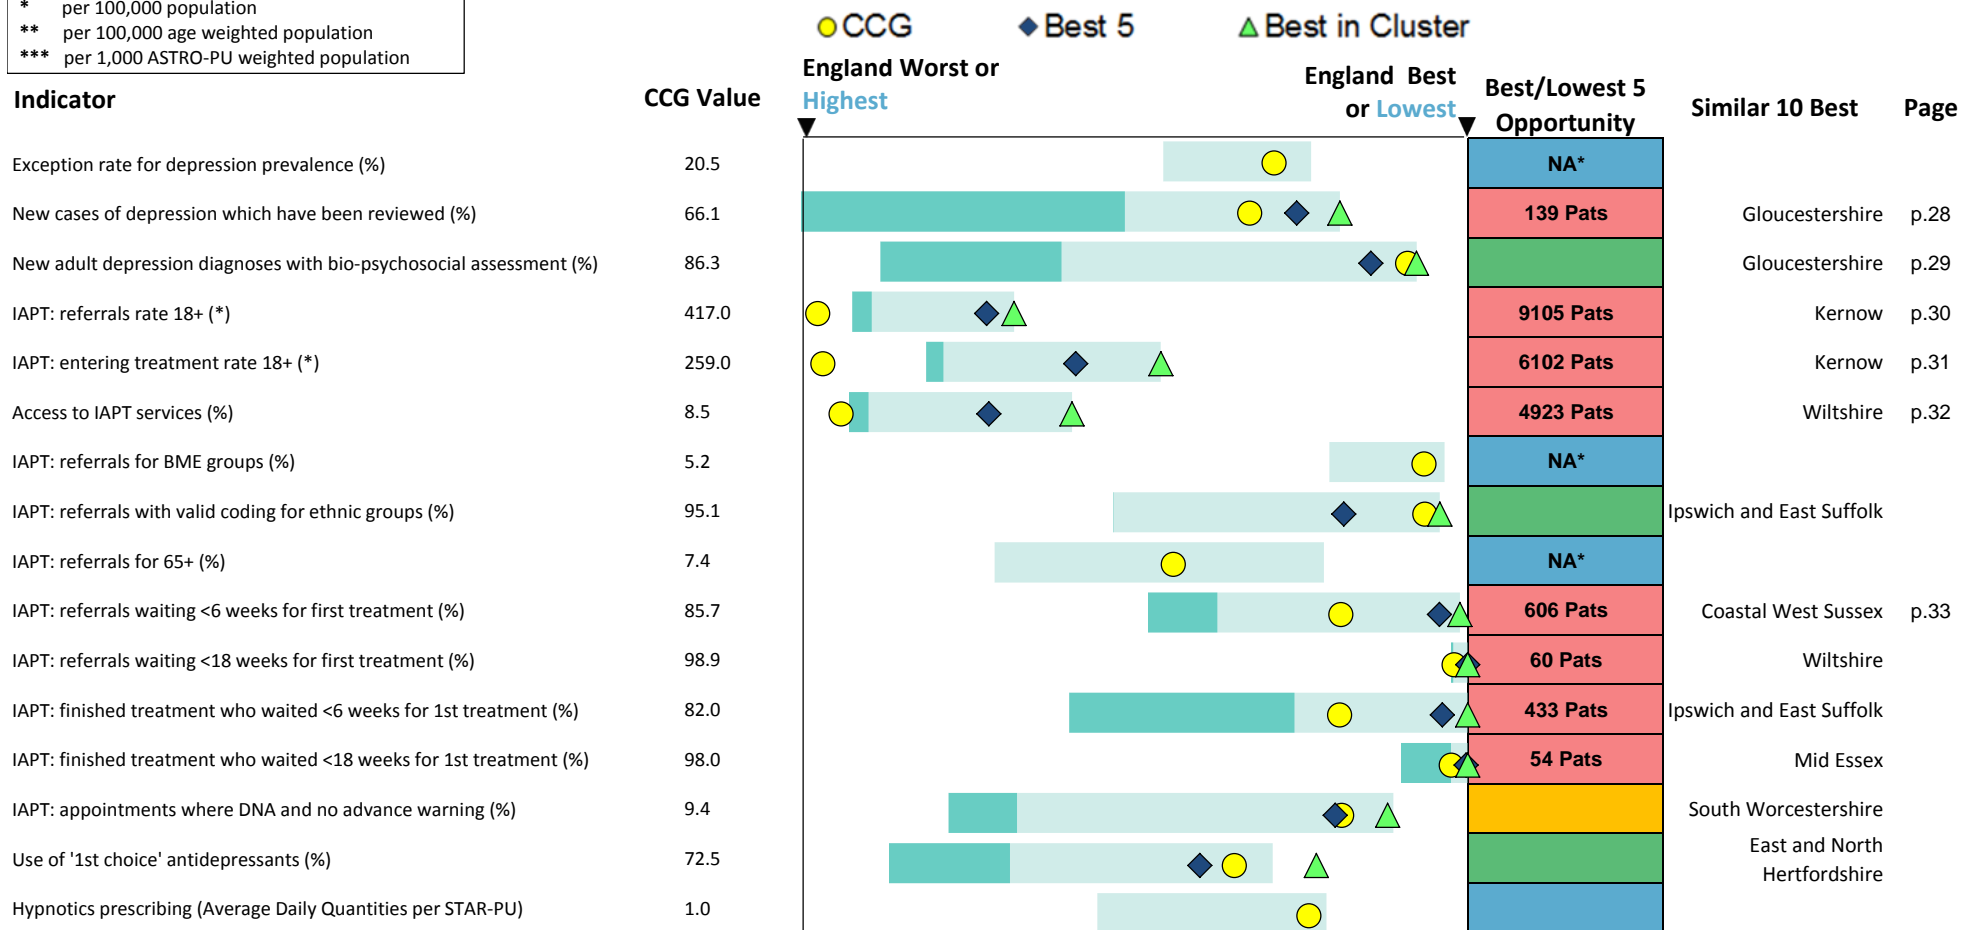 * per 100,000 population
** per 100,000 age weighted population
*** per 1,000 ASTRO-PU weighted population
CCG Best 5 Best in Cluster
Indicator CCG Value England Worst or Highest England Best or Lowest Best/Lowest 5 Opportunity Similar 10 Best Page
Exception rate for depression prevalence (%) 20.5 NA*
New cases of depression which have been reviewed (%) 66.1 139 Pats Gloucestershire p.28
New adult depression diagnoses with bio-psychosocial assessment (%) 86.3 Gloucestershire p.29
IAPT: referrals rate 18+ (*) 417.0 9105 Pats Kernow p.30
IAPT: entering treatment rate 18+ (*) 259.0 6102 Pats Kernow p.31
Access to IAPT services (%) 8.5 4923 Pats Wiltshire p.32
IAPT: referrals for BME groups (%) 5.2 NA*
IAPT: referrals with valid coding for ethnic groups (%) 95.1 Ipswich and East Suffolk
IAPT: referrals for 65+ (%) 7.4 NA*
IAPT: referrals waiting <6 weeks for first treatment (%) 85.7 606 Pats Coastal West Sussex p.33
IAPT: referrals waiting <18 weeks for first treatment (%) 98.9 60 Pats Wiltshire
IAPT: finished treatment who waited <6 weeks for 1st treatment (%) 82.0 433 Pats Ipswich and East Suffolk
IAPT: finished treatment who waited <18 weeks for 1st treatment (%) 98.0 54 Pats Mid Essex
IAPT: appointments where DNA and no advance warning (%) 9.4 South Worcestershire
Use of '1st choice' antidepressants (%) 72.5 East and North Hertfordshire
Hypnotics prescribing (Average Daily Quantities per STAR-PU) 1.0